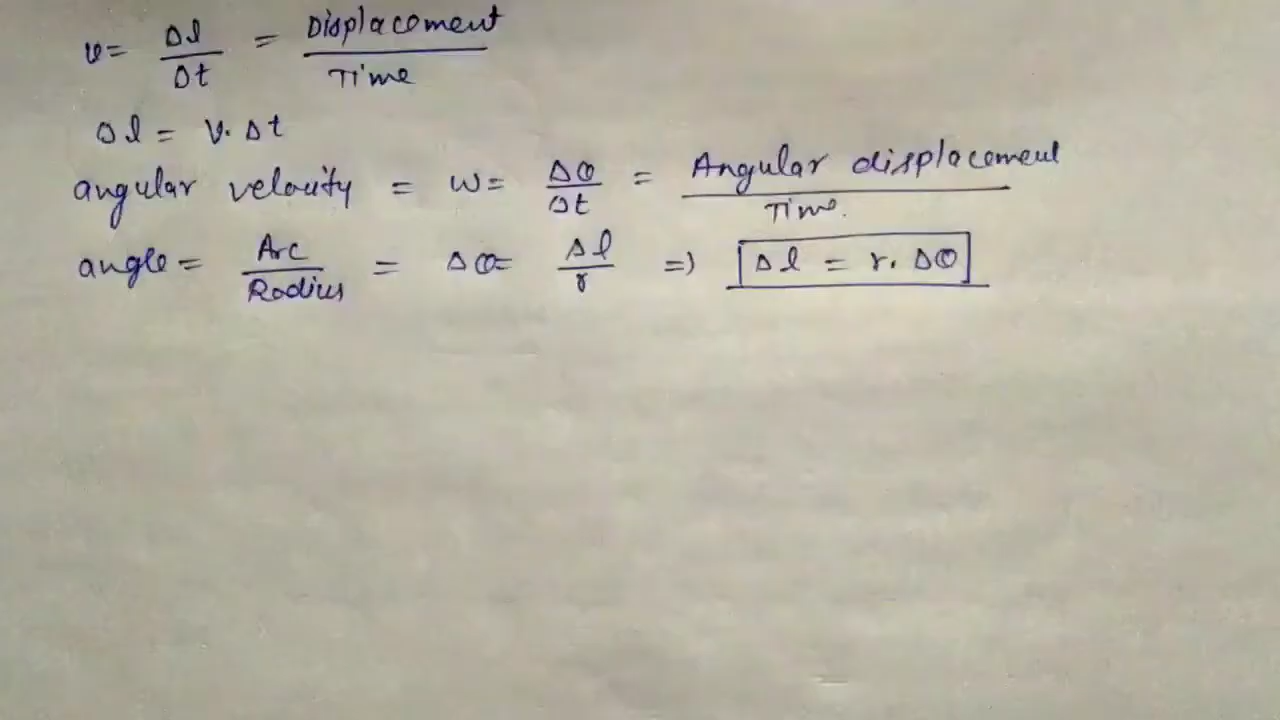 v = Δl / Δt = Displacement / Time
Δl = v. Δt
angular velocity = w = Δθ / Δt = Angular displacement / Time.
angle = Arc / Radius = Δθ = Δl / r => Δl = r. Δθ